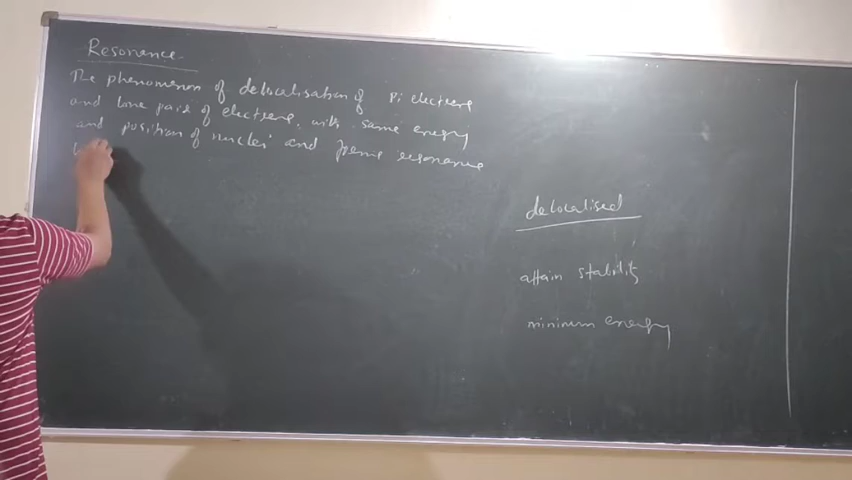 Resonance -
The phenomenon of delocalisation of Pi electrons
and lone pair of electrons. with same energy
and position of nuclei and forms resonance
delocalised
attain stability
minimum energy